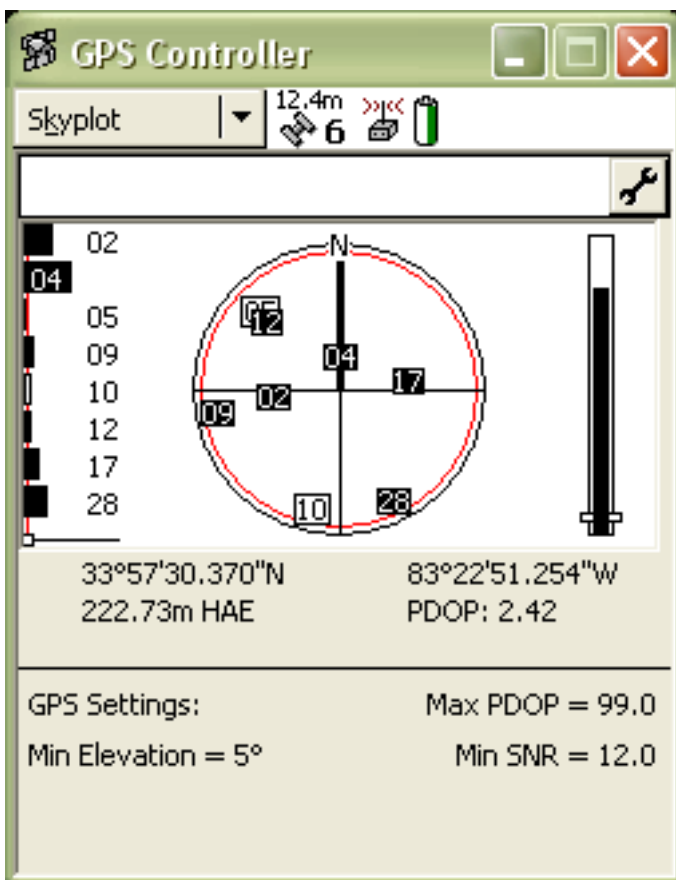 GPS Controller
Skyplot
12.4m
6
02
04
05
09
10
12
17
28
N
05
12
04
17
02
09
10
28
33°57'30.370"N 83°22'51.254"W
222.73m HAE PDOP: 2.42
GPS Settings: Max PDOP = 99.0
Min Elevation = 5° Min SNR = 12.0